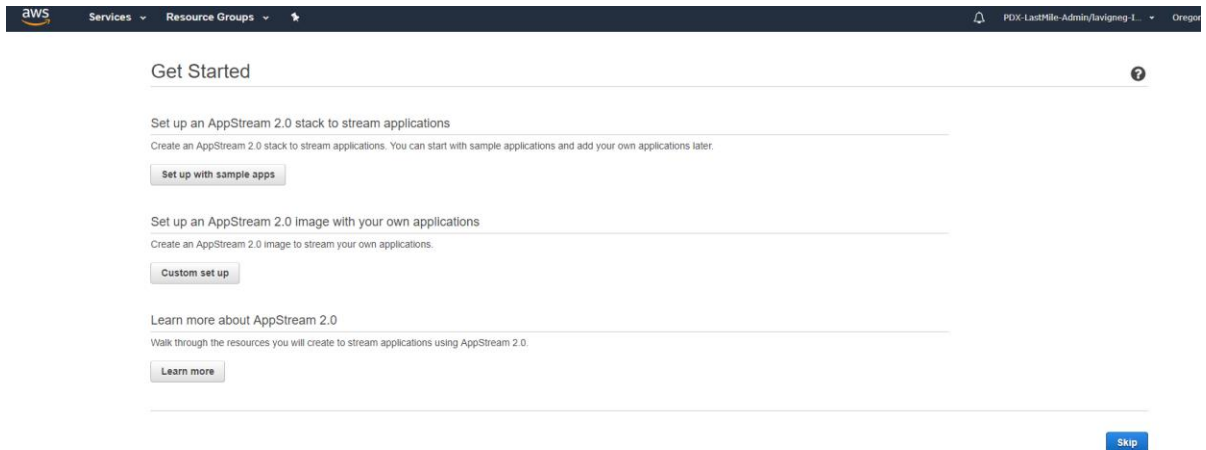 aws Services Resource Groups PDX-LastMile-Admin/lavigneg-I... Oregon
Get Started
Set up an AppStream 2.0 stack to stream applications
Create an AppStream 2.0 stack to stream applications. You can start with sample applications and add your own applications later.
Set up with sample apps
Set up an AppStream 2.0 image with your own applications
Create an AppStream 2.0 image to stream your own applications.
Custom set up
Learn more about AppStream 2.0
Walk through the resources you will create to stream applications using AppStream 2.0.
Learn more
Skip